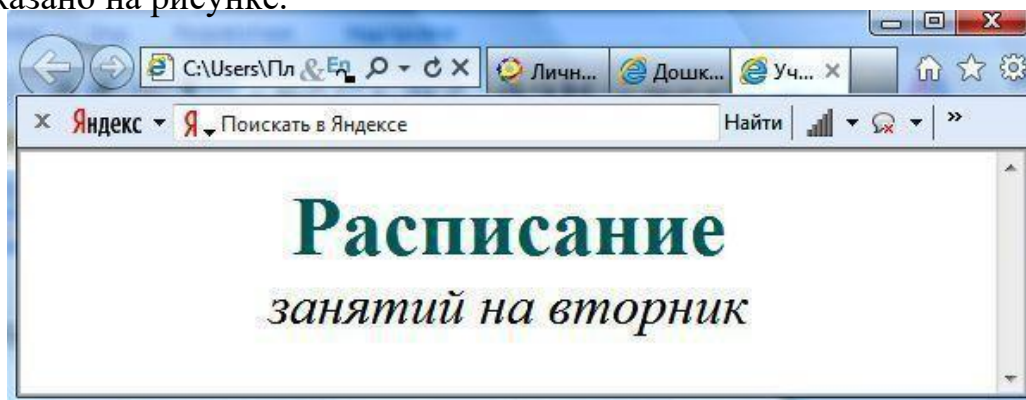 казано на рисунке.
C:\Users\Пл
Личн... Дошк... Уч...
Яндекс Я Поискать в Яндексе Найти »
Расписание
занятий на вторник